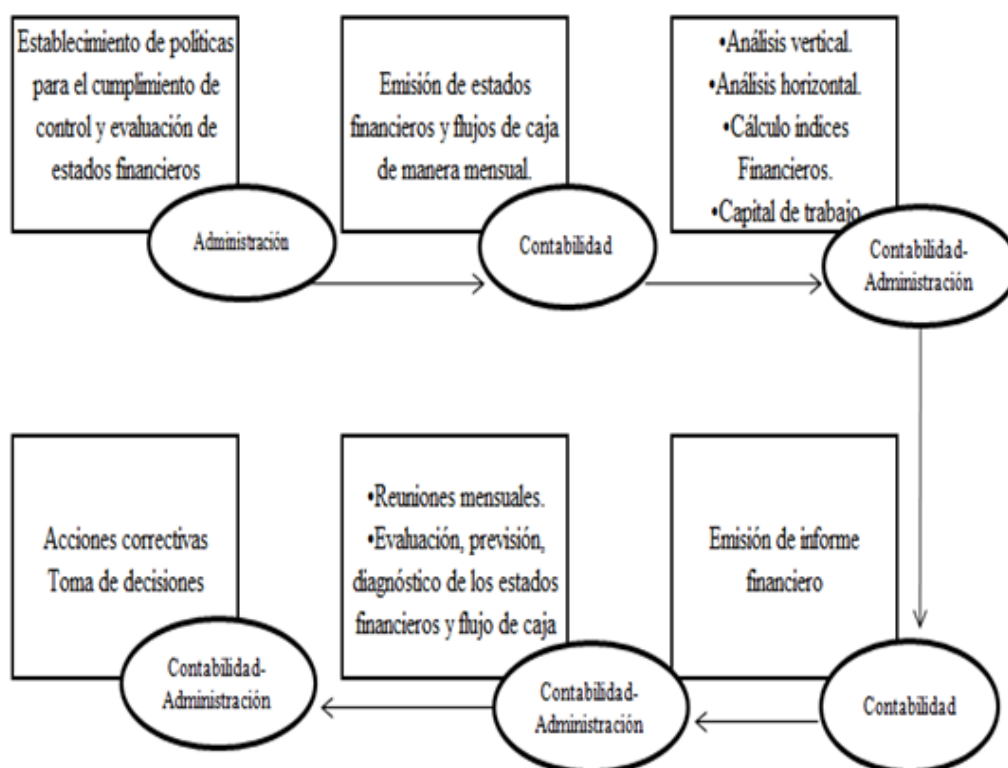 Establecimiento de políticas
para el cumplimiento de
control y evaluación de
estados financieros
Administración
Emisión de estados
financieros y flujos de caja
de manera mensual.
Contabilidad
•Análisis vertical.
•Análisis horizontal.
•Cálculo indices
Financieros.
•Capital de trabajo
Contabilidad-
Administración
Emisión de informe
financiero
Contabilidad
•Reuniones mensuales.
•Evaluación, previsión,
diagnóstico de los estados
financieros y flujo de caja
Contabilidad-
Administración
Acciones correctivas
Toma de decisiones
Contabilidad-
Administración